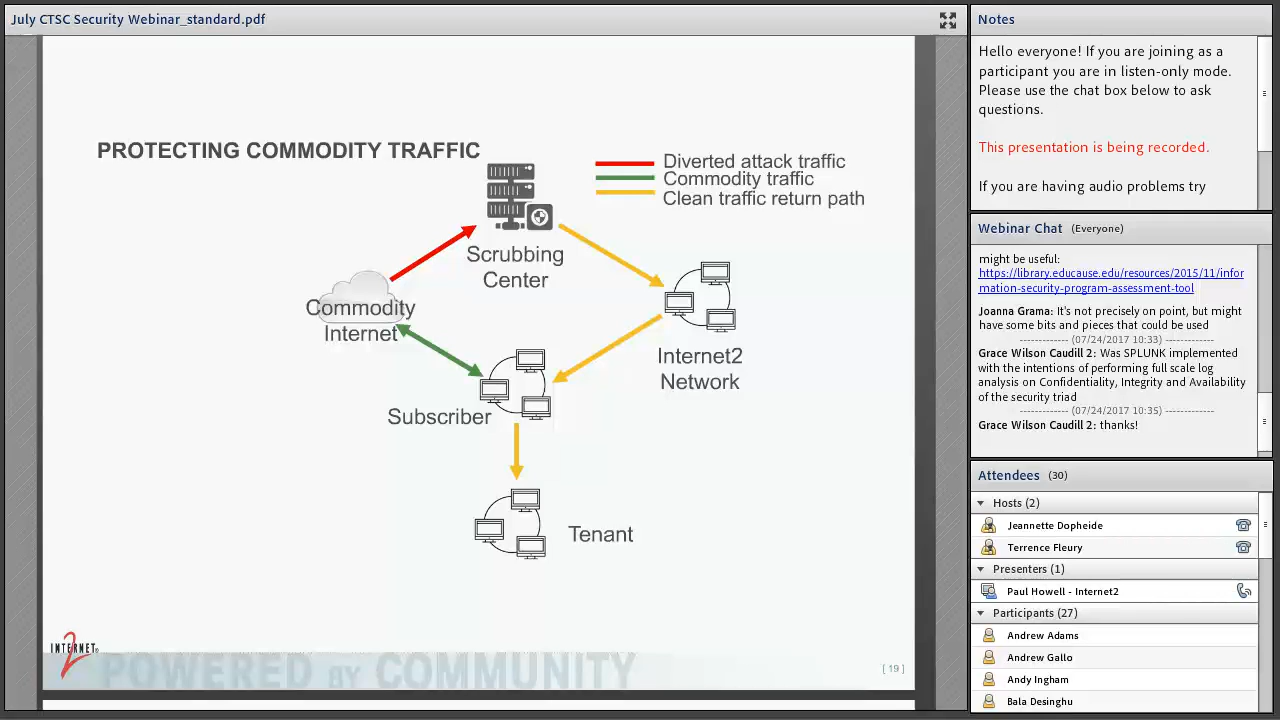 July CTSC Security Webinar_standard.pdf
PROTECTING COMMODITY TRAFFIC
Diverted attack traffic
Commodity traffic
Clean traffic return path
Scrubbing
Center
Commodity
Internet
Internet2
Network
Subscriber
Tenant
INTERNET
2
®
POWERED BY COMMUNITY
[ 19 ]
Notes
Hello everyone! If you are joining as a
participant you are in listen-only mode.
Please use the chat box below to ask
questions.
This presentation is being recorded.
If you are having audio problems try
Webinar Chat (Everyone)
might be useful:
https://library.educause.edu/resources/2015/11/infor
mation-security-program-assessment-tool
Joanna Grama: It's not precisely on point, but might
have some bits and pieces that could be used
------------- (07/24/2017 10:33) -------------
Grace Wilson Caudill 2: Was SPLUNK implemented
with the intentions of performing full scale log
analysis on Confidentiality, Integrity and Availability
of the security triad
------------- (07/24/2017 10:35) -------------
Grace Wilson Caudill 2: thanks!
Attendees (30)
Hosts (2)
Jeannette Dopheide
Terrence Fleury
Presenters (1)
Paul Howell - Internet2
Participants (27)
Andrew Adams
Andrew Gallo
Andy Ingham
Bala Desinghu